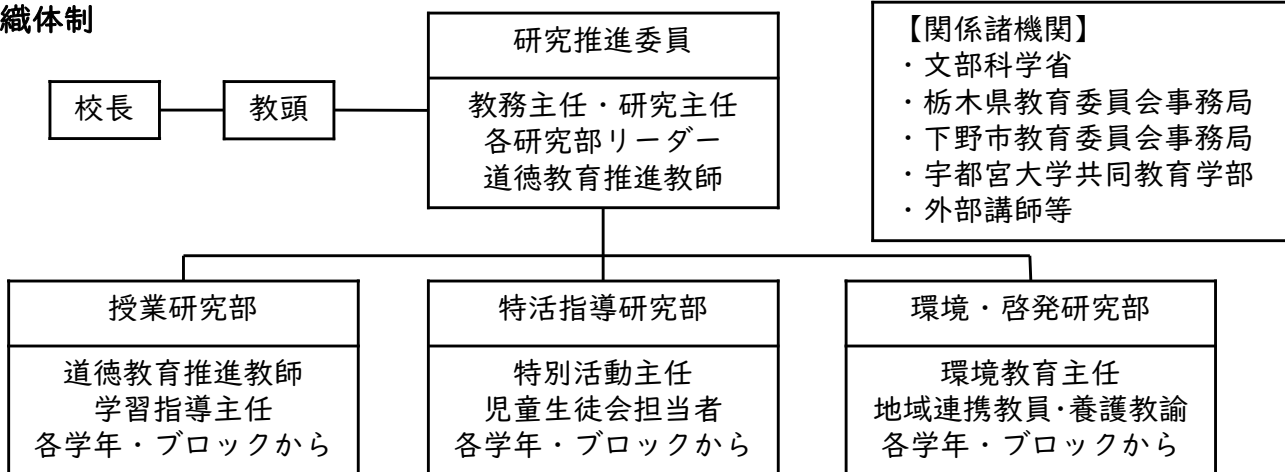 織体制
校長
教頭
研究推進委員
教務主任・研究主任
各研究部リーダー
道徳教育推進教師
【関係諸機関】
・文部科学省
・栃木県教育委員会事務局
・下野市教育委員会事務局
・宇都宮大学共同教育学部
・外部講師等
授業研究部
道徳教育推進教師
学習指導主任
各学年・ブロックから
特活指導研究部
特別活動主任
児童生徒会担当者
各学年・ブロックから
環境・啓発研究部
環境教育主任
地域連携教員・養護教諭
各学年・ブロックから